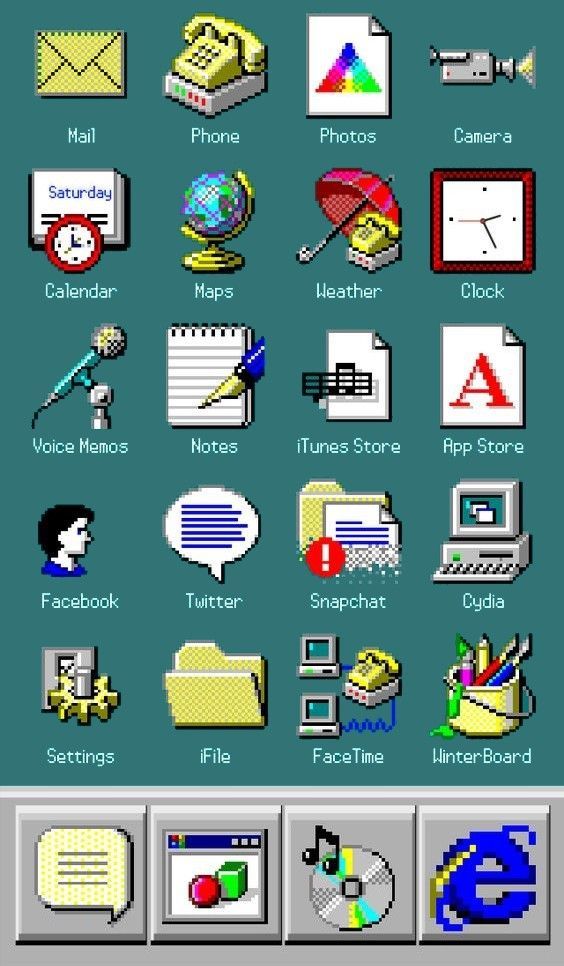 Mail
Phone
Photos
Camera
Saturday
Calendar
Maps
Weather
Clock
Voice Memos
Notes
iTunes Store
A
App Store
Facebook
Twitter
!
Snapchat
Cydia
Settings
iFile
FaceTime
WinterBoard